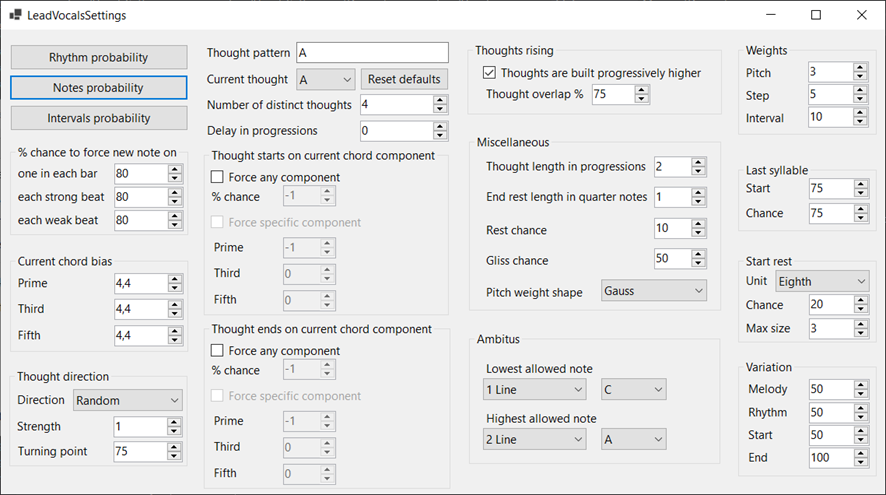 LeadVocalsSettings
Rhythm probability
Notes probability
Intervals probability
% chance to force new note on
one in each bar 80
each strong beat 80
each weak beat 80
Current chord bias
Prime 4,4
Third 4,4
Fifth 4,4
Thought direction
Direction Random
Strength 1
Turning point 75
Thought pattern A
Current thought A Reset defaults
Number of distinct thoughts 4
Delay in progressions 0
Thought starts on current chord component
Force any component
% chance -1
Force specific component
Prime -1
Third 0
Fifth 0
Thought ends on current chord component
Force any component
% chance -1
Force specific component
Prime -1
Third 0
Fifth 0
Thoughts rising
Thoughts are built progressively higher
Thought overlap % 75
Miscellaneous
Thought length in progressions 2
End rest length in quarter notes 1
Rest chance 10
Gliss chance 50
Pitch weight shape Gauss
Ambitus
Lowest allowed note
1 Line C
Highest allowed note
2 Line A
Weights
Pitch 3
Step 5
Interval 10
Last syllable
Start 75
Chance 75
Start rest
Unit Eighth
Chance 20
Max size 3
Variation
Melody 50
Rhythm 50
Start 50
End 100